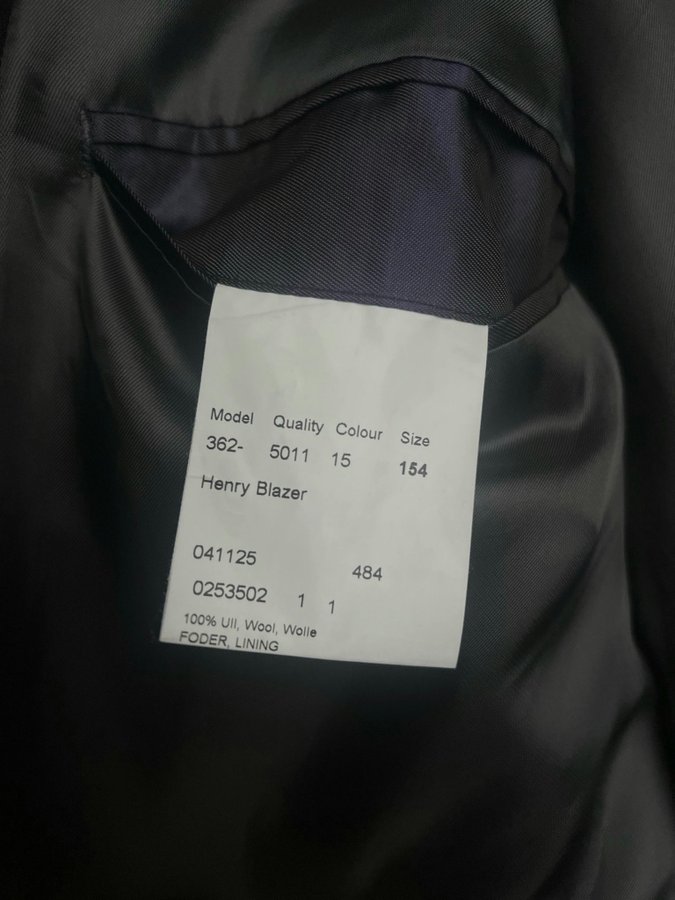 Model Quality Colour Size
362- 5011 15 154
Henry Blazer
041125 484
0253502 1 1
100% Ull, Wool, Wolle
FODER, LINING